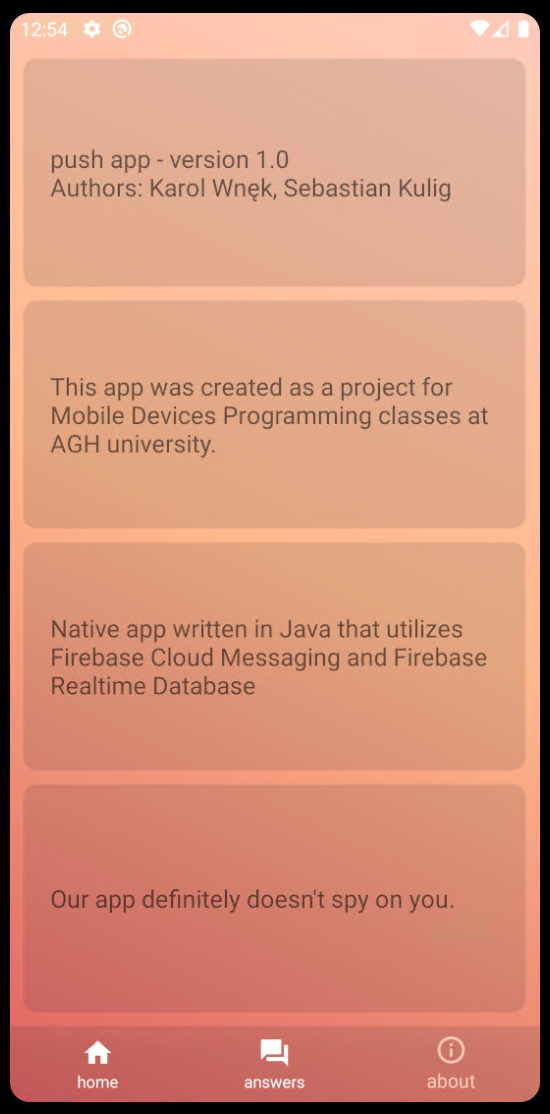 12:54
push app - version 1.0
Authors: Karol Wnęk, Sebastian Kulig
This app was created as a project for
Mobile Devices Programming classes at
AGH university.
Native app written in Java that utilizes
Firebase Cloud Messaging and Firebase
Realtime Database
Our app definitely doesn't spy on you.
home answers about